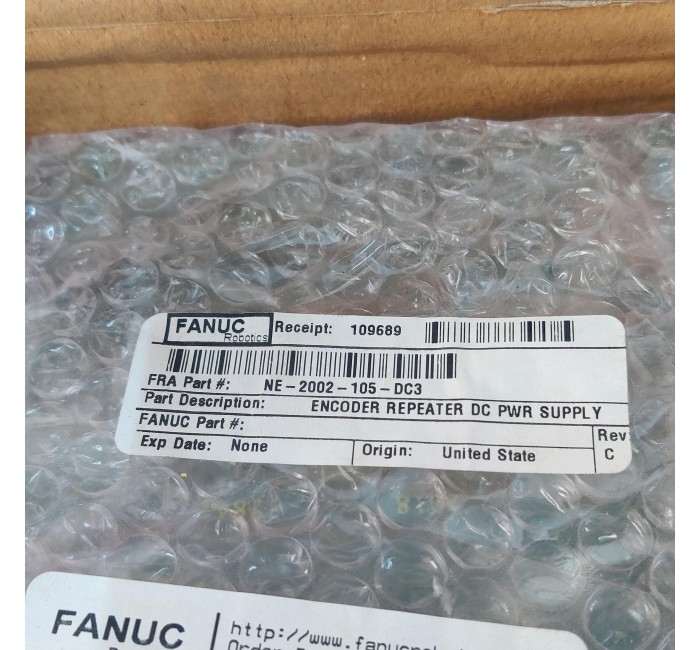 FANUC Robotics Receipt: 109689
FRA Part #: NE-2002-105-DC3
Part Description: ENCODER REPEATER DC PWR SUPPLY
FANUC Part #:
Exp Date: None Origin: United State Rev C
FANUC http://www.fanuc